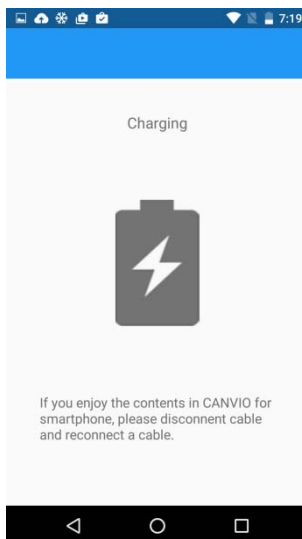 7:19
Charging
If you enjoy the contents in CANVIO for
smartphone, please disconnent cable
and reconnect a cable.